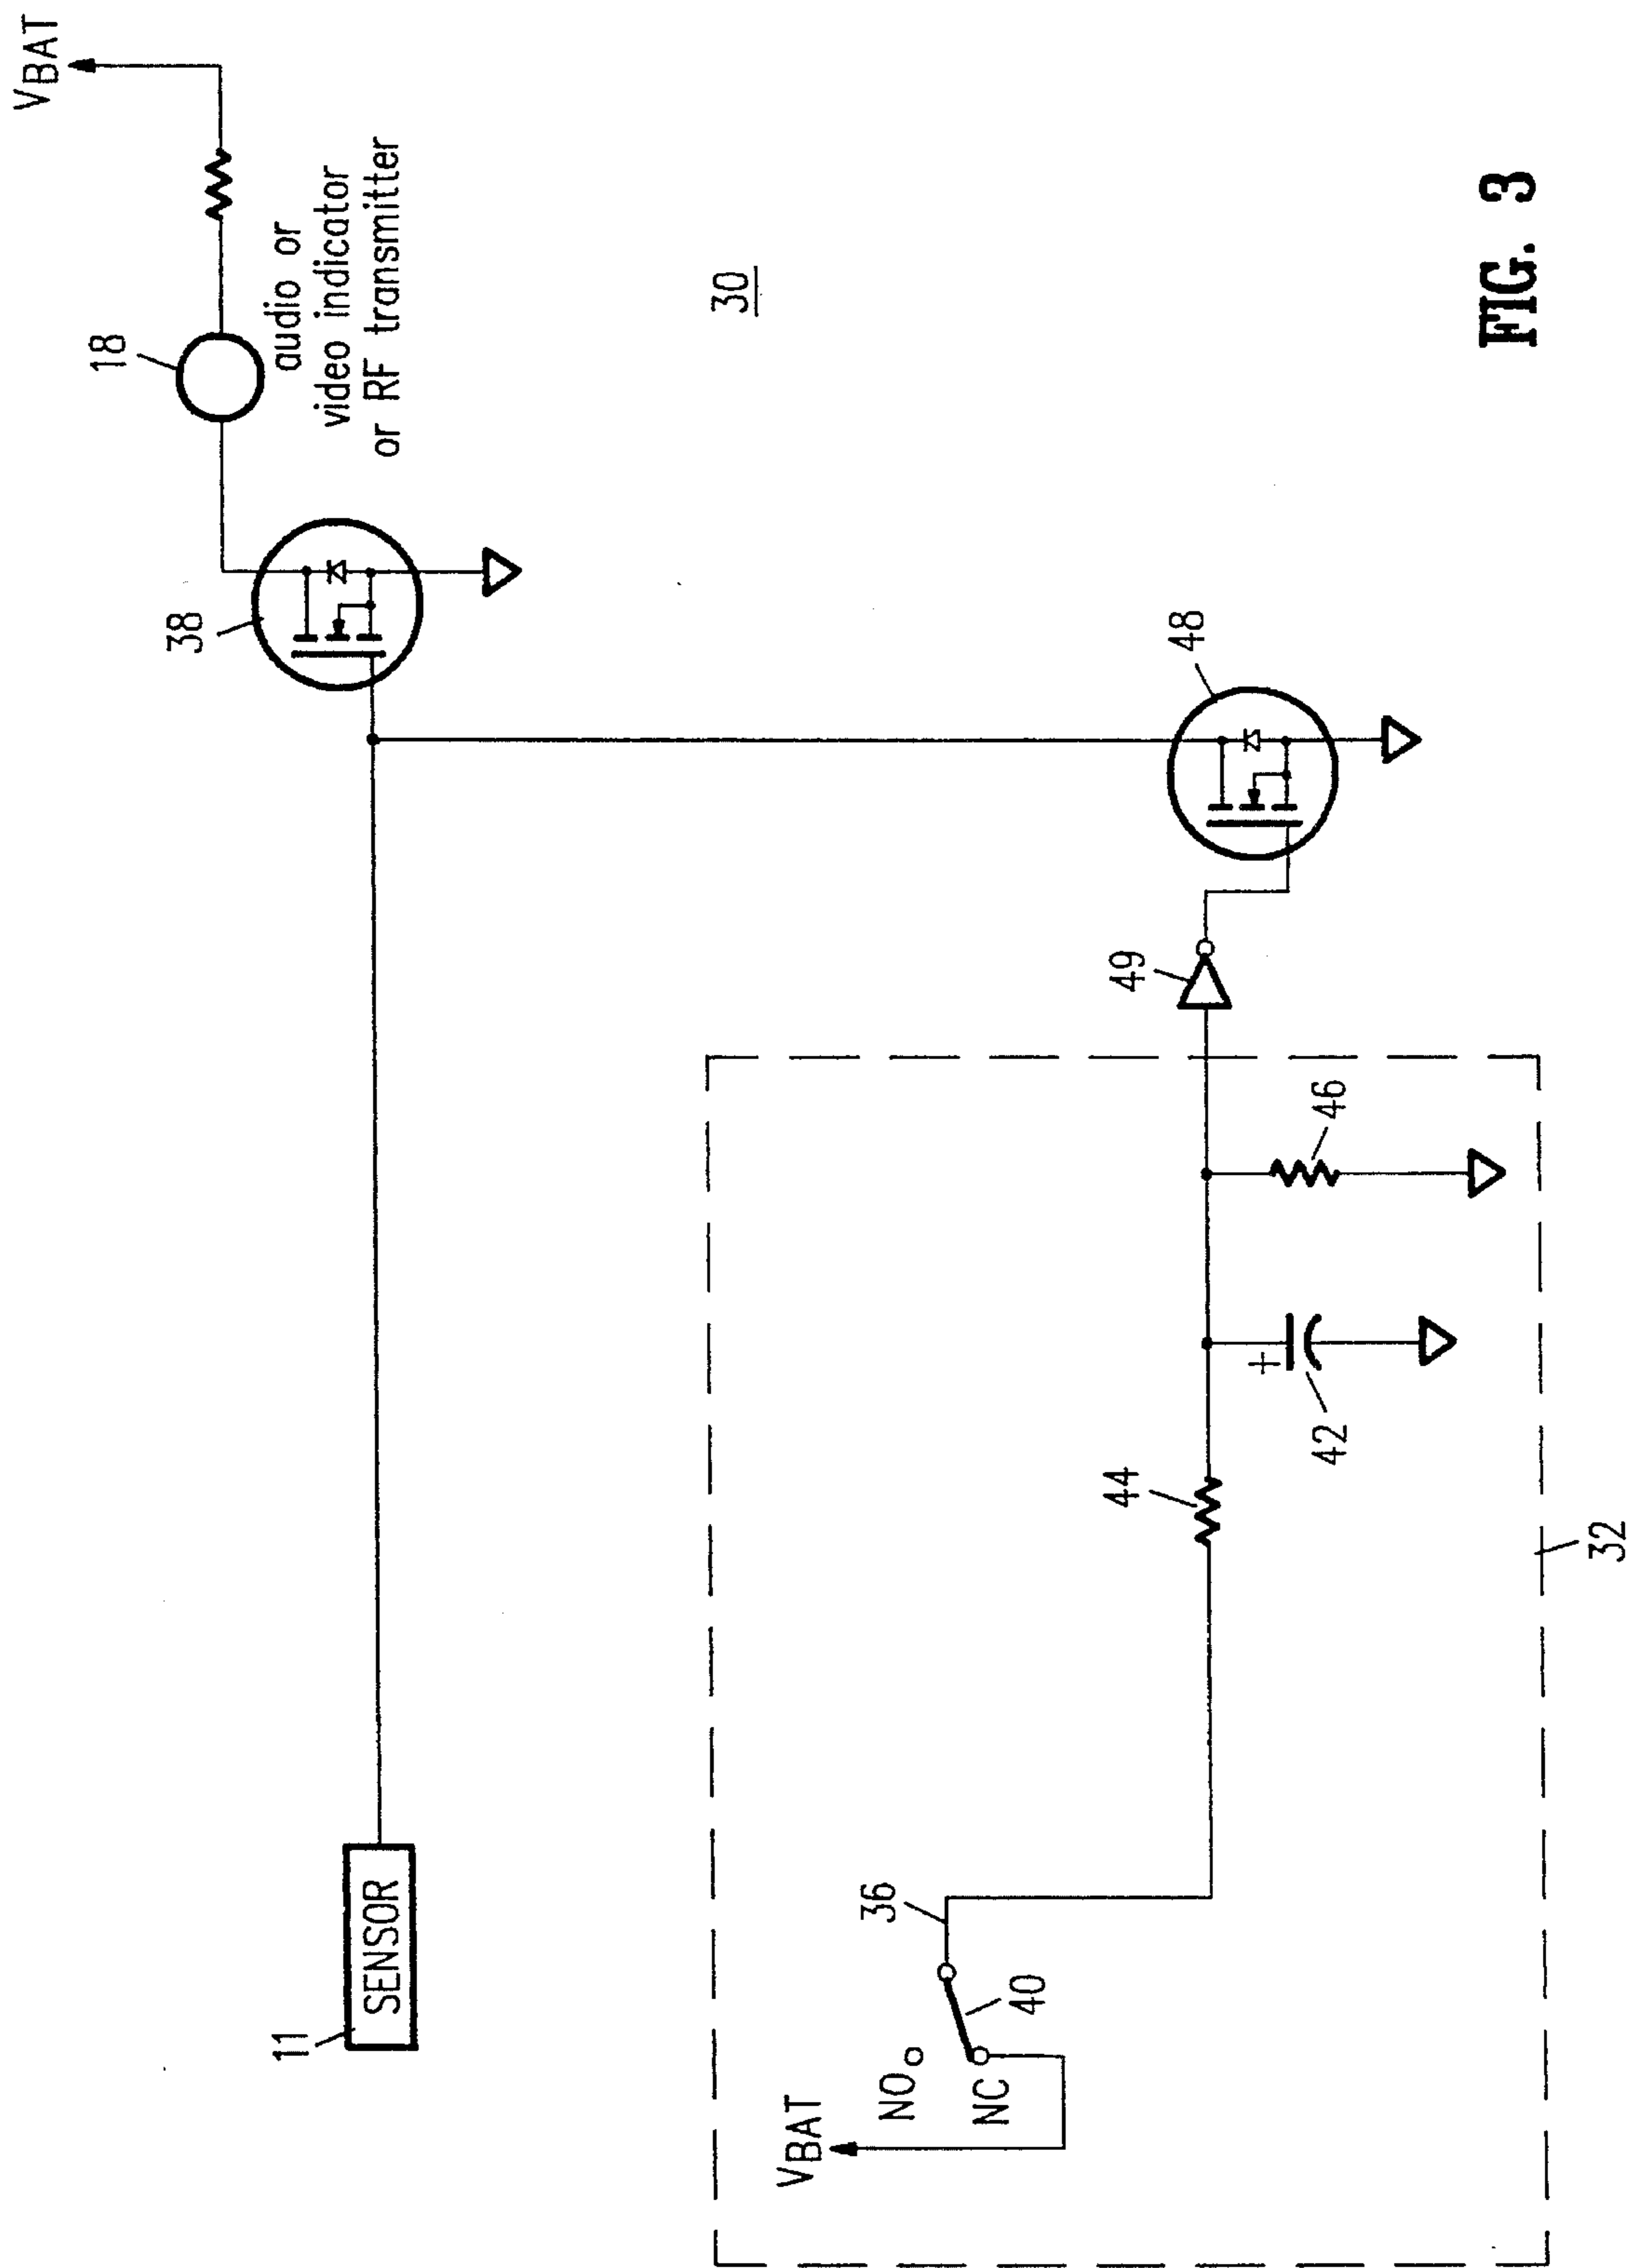 VBAT
18
audio or
video indicator
or RF transmitter
38
30
48
49
11
SENSOR
VBAT
NO
NC
40
36
44
+
42
46
32
FIG. 3